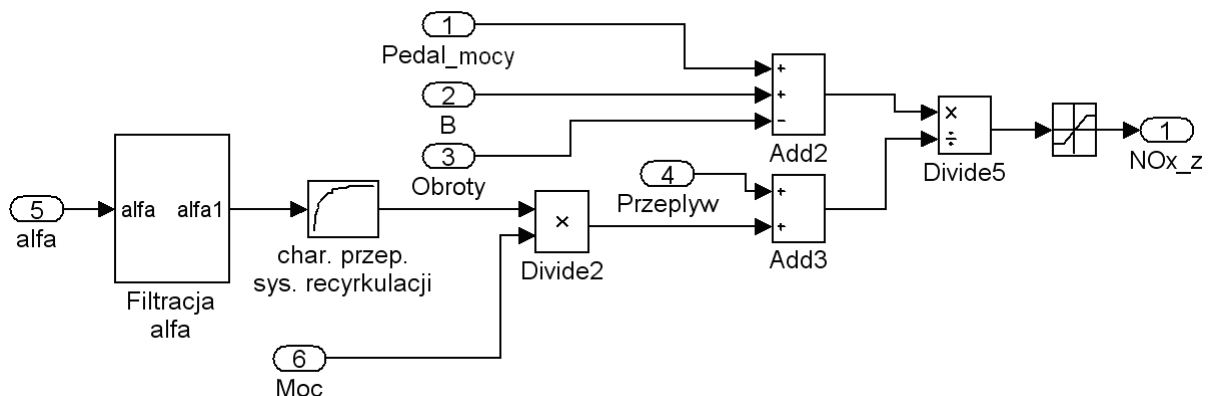 1
Pedal_mocy
2
B
3
Obroty
+
+
−
Add2
×
÷
Divide5
1
NOx_z
4
Przeplyw
+
+
Add3
5
alfa
alfa alfa1
Filtracja
alfa
char. przep.
sys. recyrkulacji
×
Divide2
6
Moc